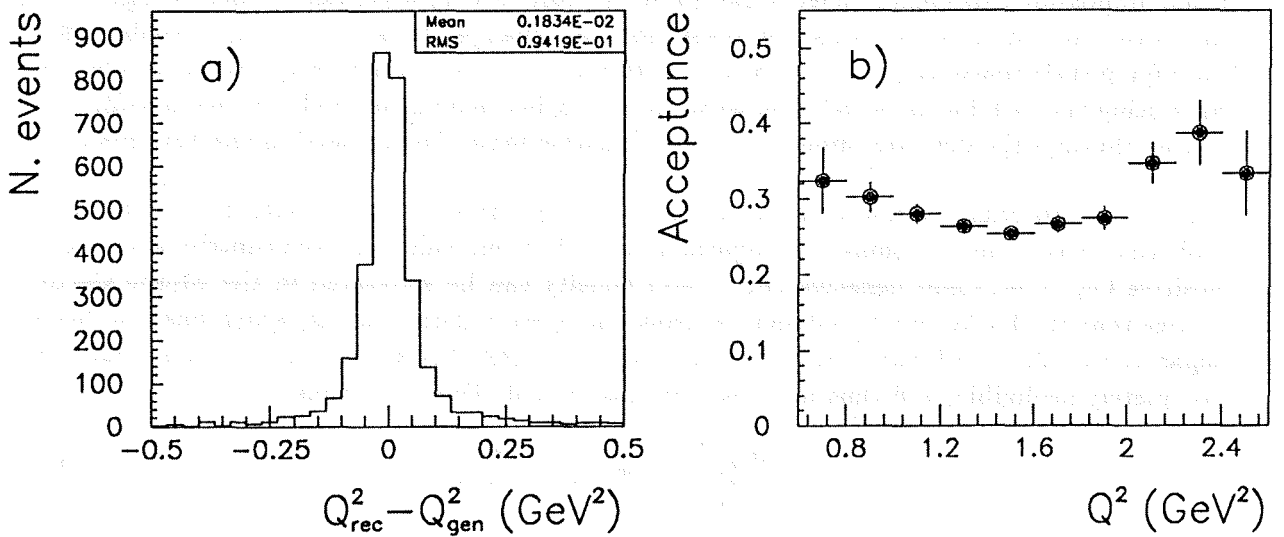 Mean 0.1834E-02
RMS 0.9419E-01
a)
N. events
900
800
700
600
500
400
300
200
100
0
-0.5 -0.25 0 0.25 0.5
Q²rec−Q²gen (GeV²)
b)
Acceptance
0.5
0.4
0.3
0.2
0.1
0
0.8 1.2 1.6 2 2.4
Q² (GeV²)